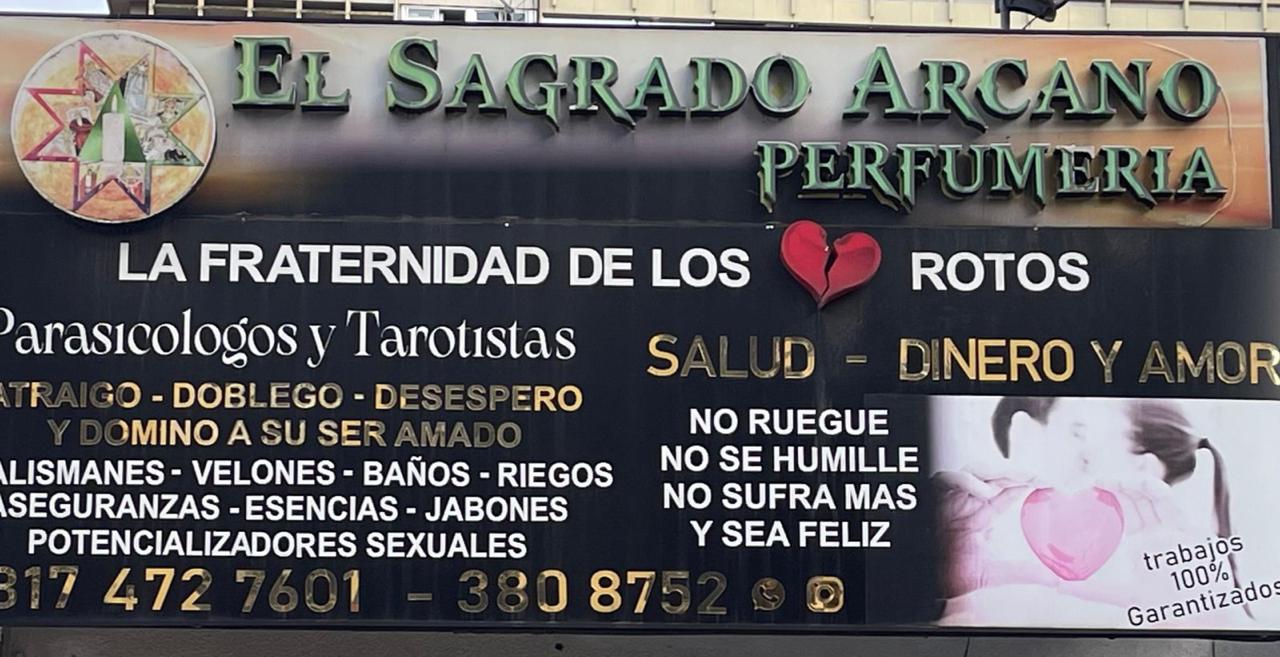 EL SAGRADO ARCANO
PERFUMERIA
LA FRATERNIDAD DE LOS ROTOS
Parasicologos y Tarotistas
ATRAIGO - DOBLEGO - DESESPERO
Y DOMINO A SU SER AMADO
ALISMANES - VELONES - BAÑOS - RIEGOS
ASEGURANZAS - ESENCIAS - JABONES
POTENCIALIZADORES SEXUALES
317 472 7601 - 380 8752
SALUD - DINERO Y AMOR
NO RUEGUE
NO SE HUMILLE
NO SUFRA MAS
Y SEA FELIZ
trabajos
100%
Garantizados